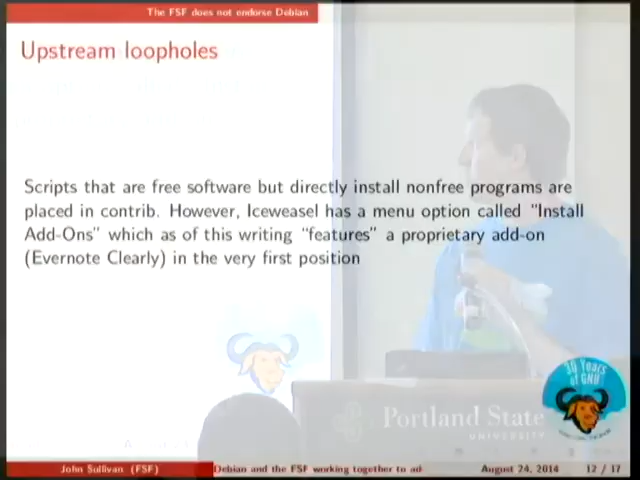 The FSF does not endorse Debian
Upstream loopholes
Scripts that are free software but directly install nonfree programs are
placed in contrib. However, Iceweasel has a menu option called "Install
Add-Ons" which as of this writing "features" a proprietary add-on
(Evernote Clearly) in the very first position
30 Years
of GNU
Portland State
UNIVERSITY
John Sullivan (FSF)
Debian and the FSF working together to ad
August 24, 2014
12 / 17